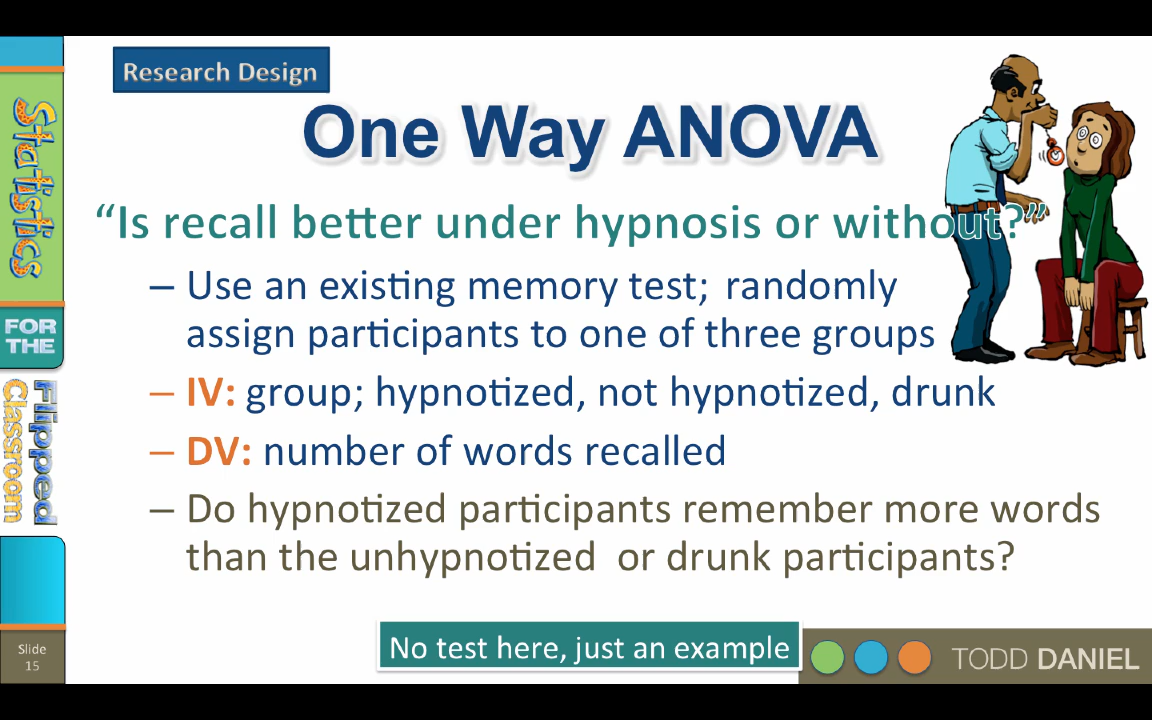 Research Design
One Way ANOVA
“Is recall better under hypnosis or without?”
– Use an existing memory test; randomly
assign participants to one of three groups
– IV: group; hypnotized, not hypnotized, drunk
– DV: number of words recalled
– Do hypnotized participants remember more words
than the unhypnotized or drunk participants?
No test here, just an example
TODD DANIEL
Statistics
FOR
THE
Flipped
Classroom
Slide
15